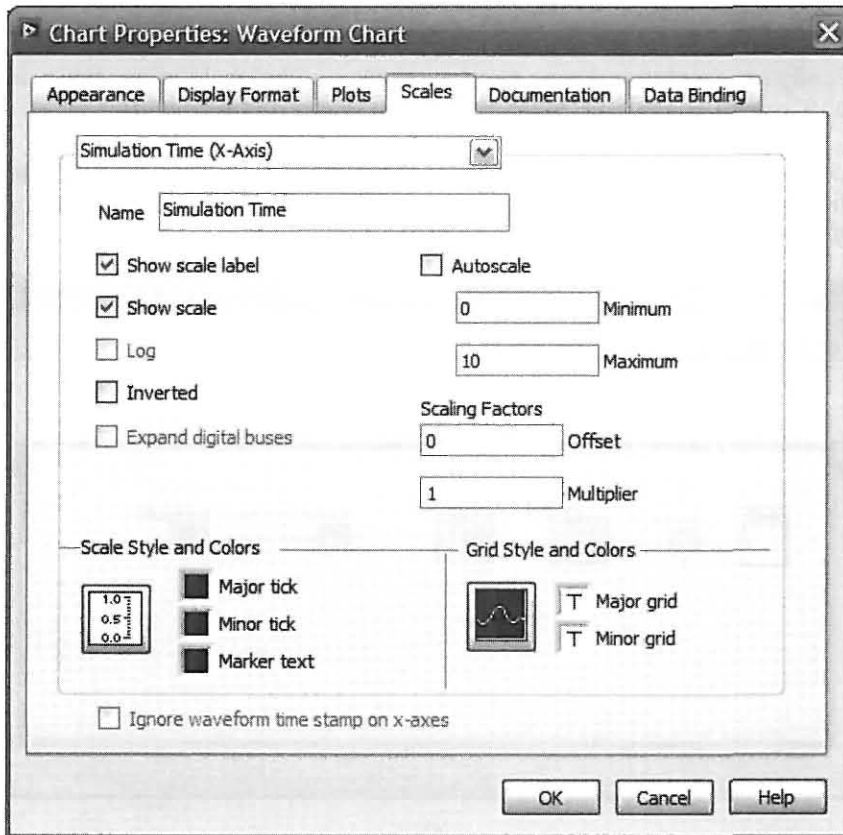 Chart Properties: Waveform Chart
Appearance Display Format Plots Scales Documentation Data Binding
Simulation Time (X-Axis)
Name Simulation Time
Show scale label Autoscale
Show scale 0 Minimum
Log 10 Maximum
Inverted
Scaling Factors
Expand digital buses 0 Offset
1 Multiplier
Scale Style and Colors Grid Style and Colors
1.0
0.5
0.0
Major tick
Minor tick
Marker text
T Major grid
T Minor grid
Ignore waveform time stamp on x-axes
OK Cancel Help